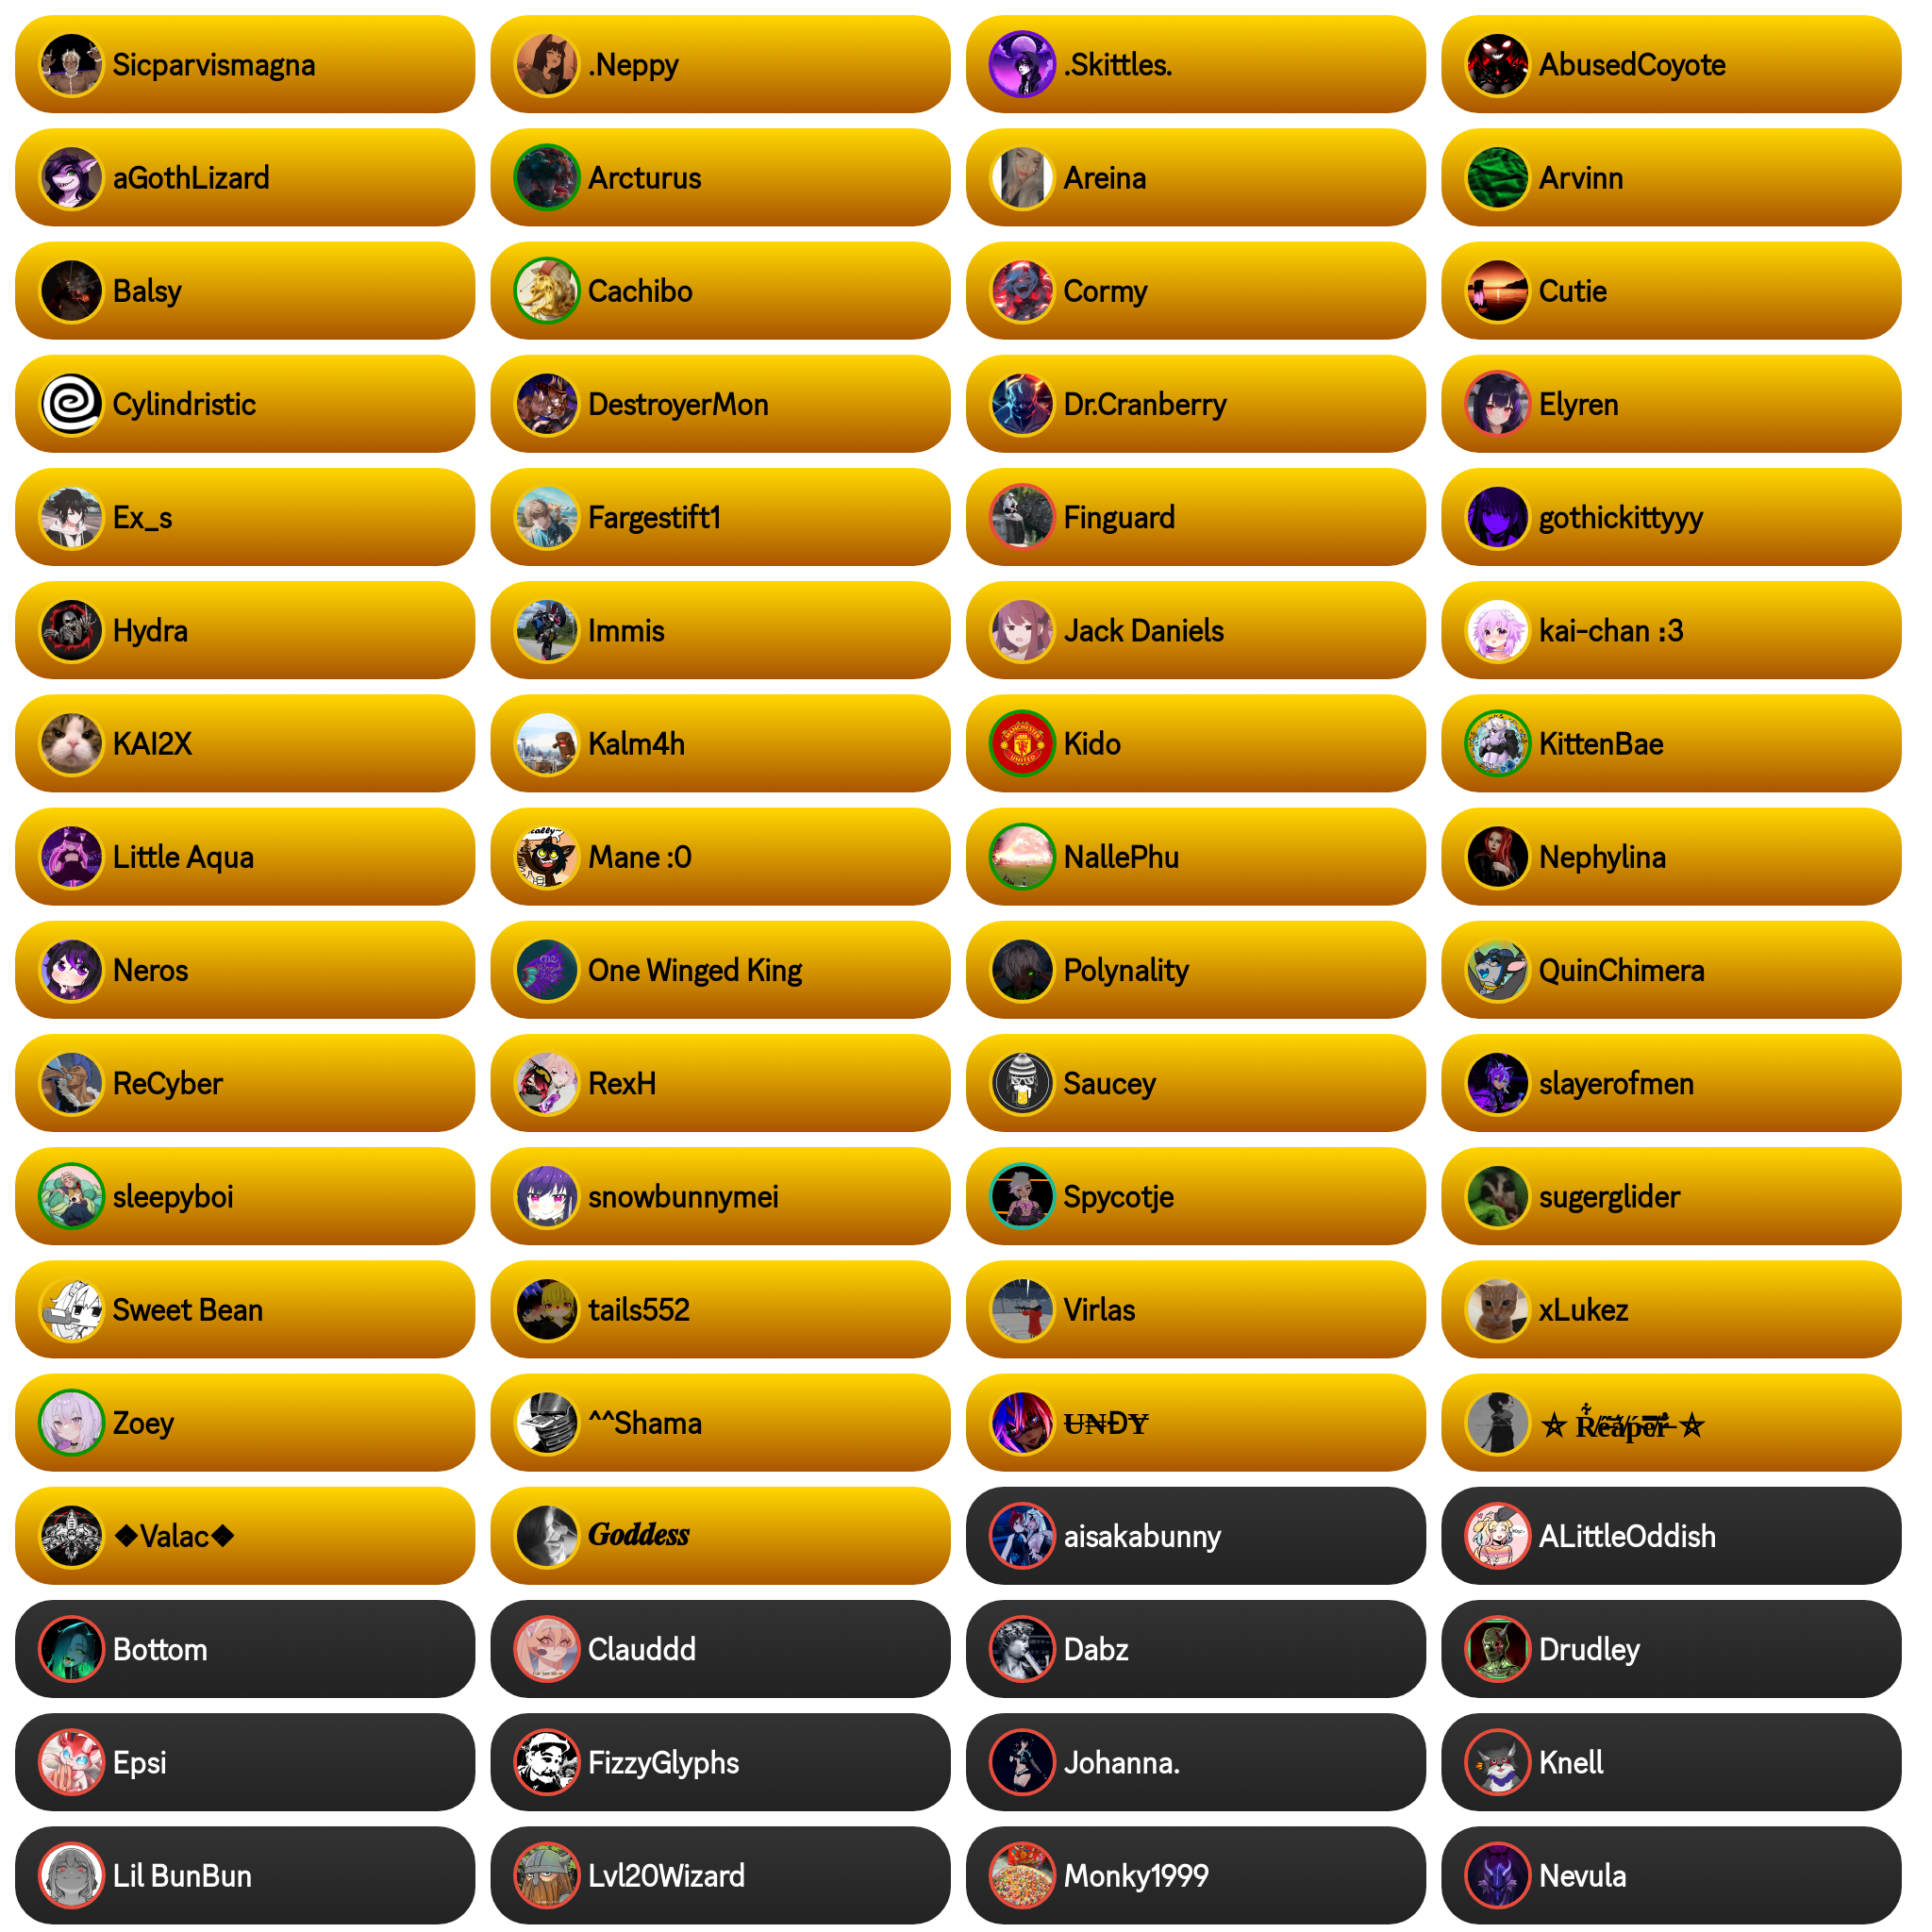 Sicparvismagna
.Neppy
.Skittles.
AbusedCoyote
aGothLizard
Arcturus
Areina
Arvinn
Balsy
Cachibo
Cormy
Cutie
Cylindristic
DestroyerMon
Dr.Cranberry
Elyren
Ex_s
Fargestift1
Finguard
gothickittyyy
Hydra
Immis
Jack Daniels
kai-chan :3
KAI2X
Kalm4h
MANCHESTER UNITED
Kido
KittenBae
Little Aqua
Mane :0
NallePhu
Nephylina
Neros
One Winged King
Polynality
QuinChimera
ReCyber
RexH
Saucey
slayerofmen
sleepyboi
snowbunnymei
Spycotje
sugerglider
Sweet Bean
tails552
Virlas
xLukez
Zoey
^^Shama
U̶N̶ĐY̶
⛤ Reaper ⛤
◆Valac◆
𝑮𝒐𝒅𝒅𝒆𝒔𝒔
aisakabunny
ALittleOddish
Bottom
Clauddd
Dabz
Drudley
Epsi
FizzyGlyphs
Johanna.
Knell
Lil BunBun
Lvl20Wizard
Monky1999
Nevula